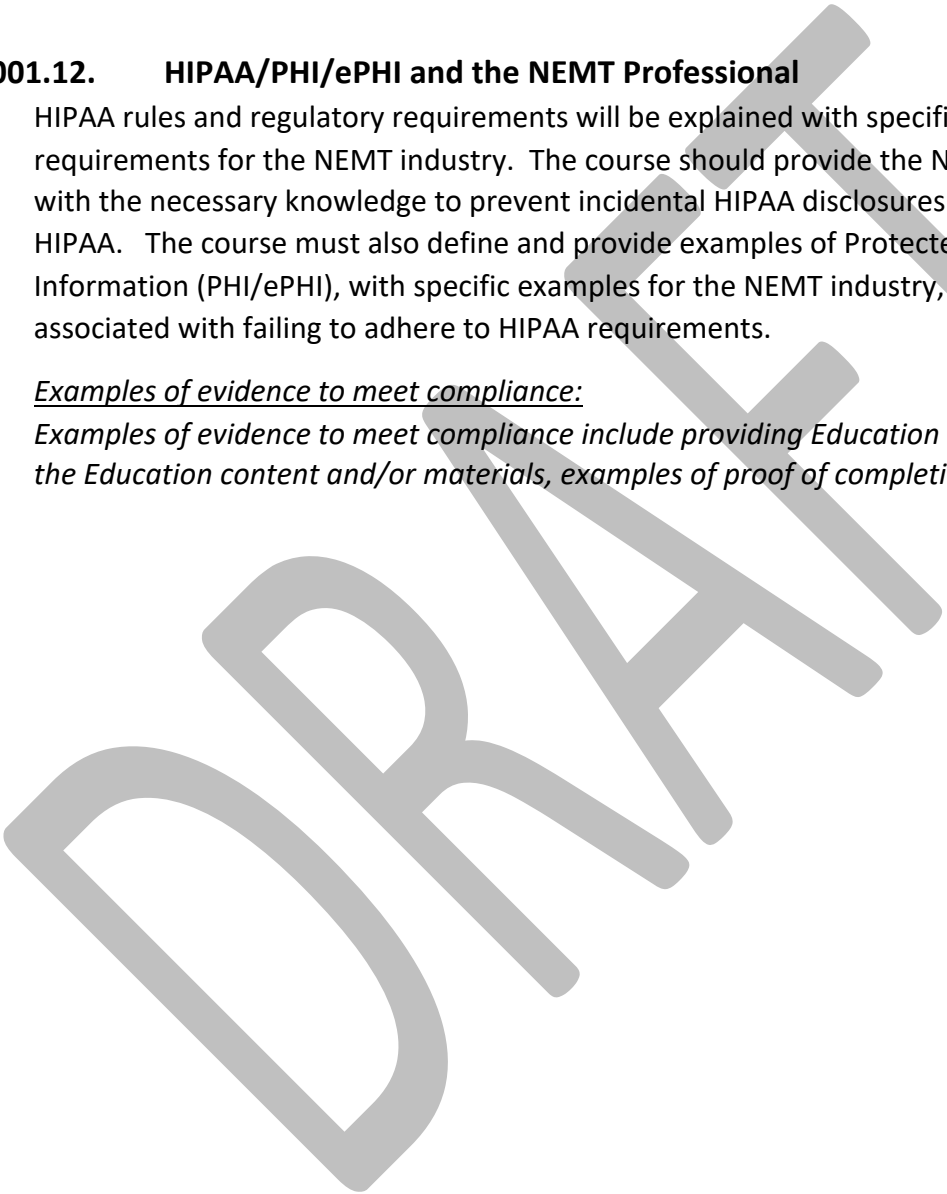 001.12. HIPAA/PHI/ePHI and the NEMT Professional
HIPAA rules and regulatory requirements will be explained with specifi
requirements for the NEMT industry. The course should provide the N
with the necessary knowledge to prevent incidental HIPAA disclosures
HIPAA. The course must also define and provide examples of Protecte
Information (PHI/ePHI), with specific examples for the NEMT industry,
associated with failing to adhere to HIPAA requirements.
Examples of evidence to meet compliance:
Examples of evidence to meet compliance include providing Education
the Education content and/or materials, examples of proof of completi
DRAFT